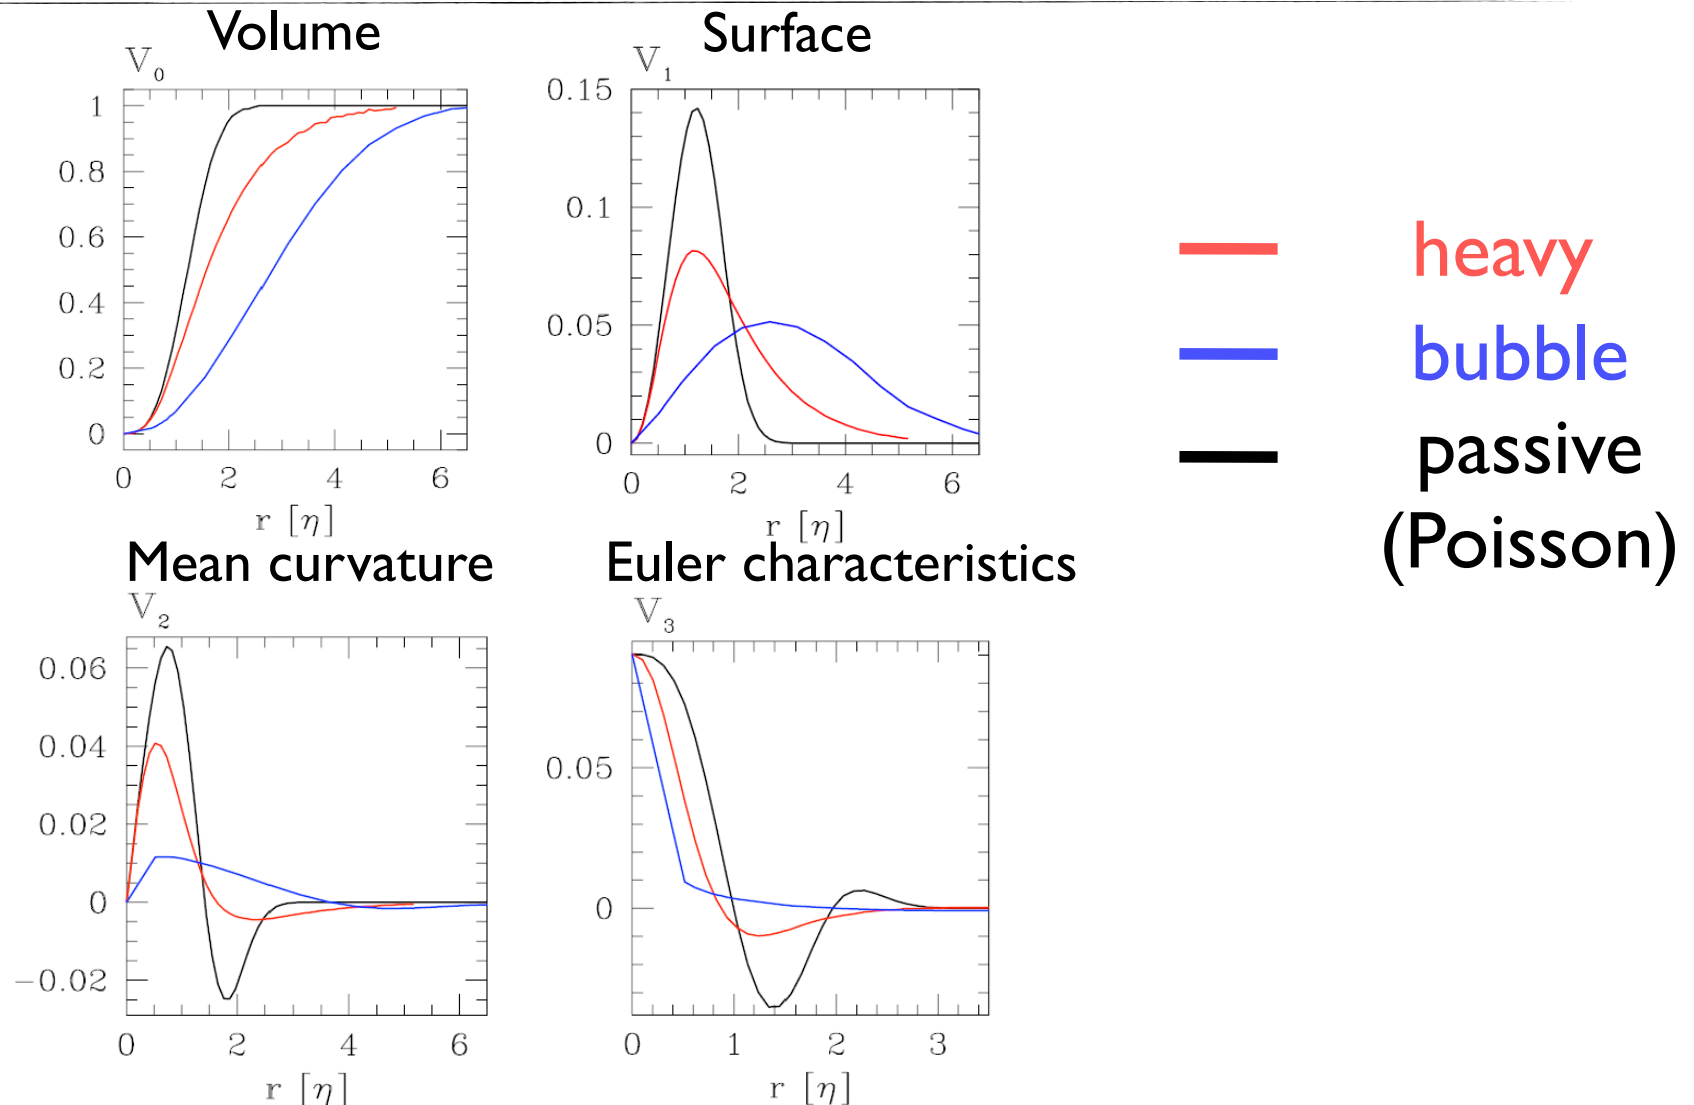 Volume
V0
1
0.8
0.6
0.4
0.2
0
0 2 4 6
r [η]
Surface
V1
0.15
0.1
0.05
0
0 2 4 6
r [η]
heavy
bubble
passive
(Poisson)
Mean curvature
V2
0.06
0.04
0.02
0
−0.02
0 2 4 6
r [η]
Euler characteristics
V3
0.05
0
0 1 2 3
r [η]